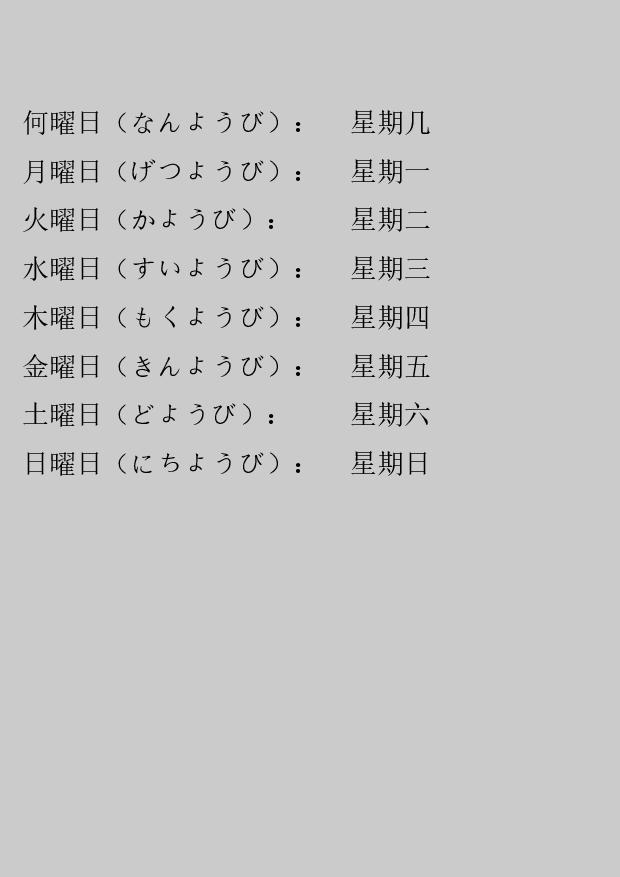 何曜日（なんようび）： 星期几
月曜日（げつようび）： 星期一
火曜日（かようび）： 星期二
水曜日（すいようび）： 星期三
木曜日（もくようび）： 星期四
金曜日（きんようび）： 星期五
土曜日（どようび）： 星期六
日曜日（にちようび）： 星期日